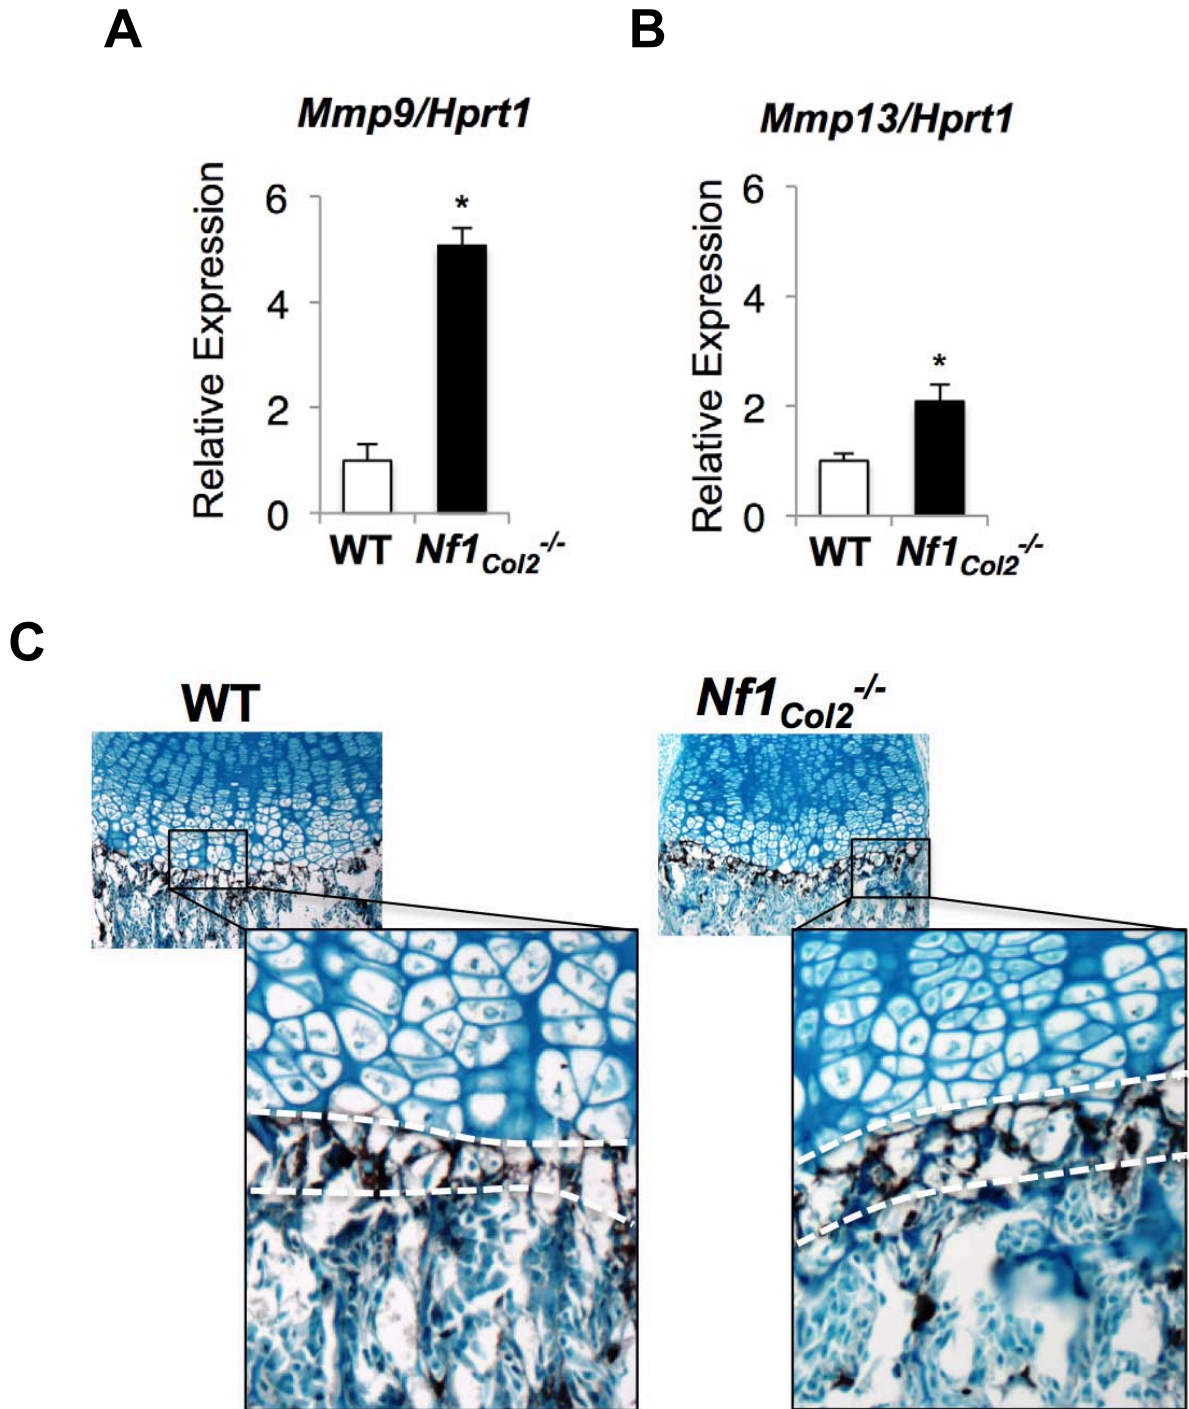 A
B
Mmp9/Hprt1
Relative Expression
6
4
2
0
*
WT
Nf1Col2-/-
Mmp13/Hprt1
Relative Expression
6
4
2
0
*
WT
Nf1Col2-/-
C
WT
Nf1Col2-/-